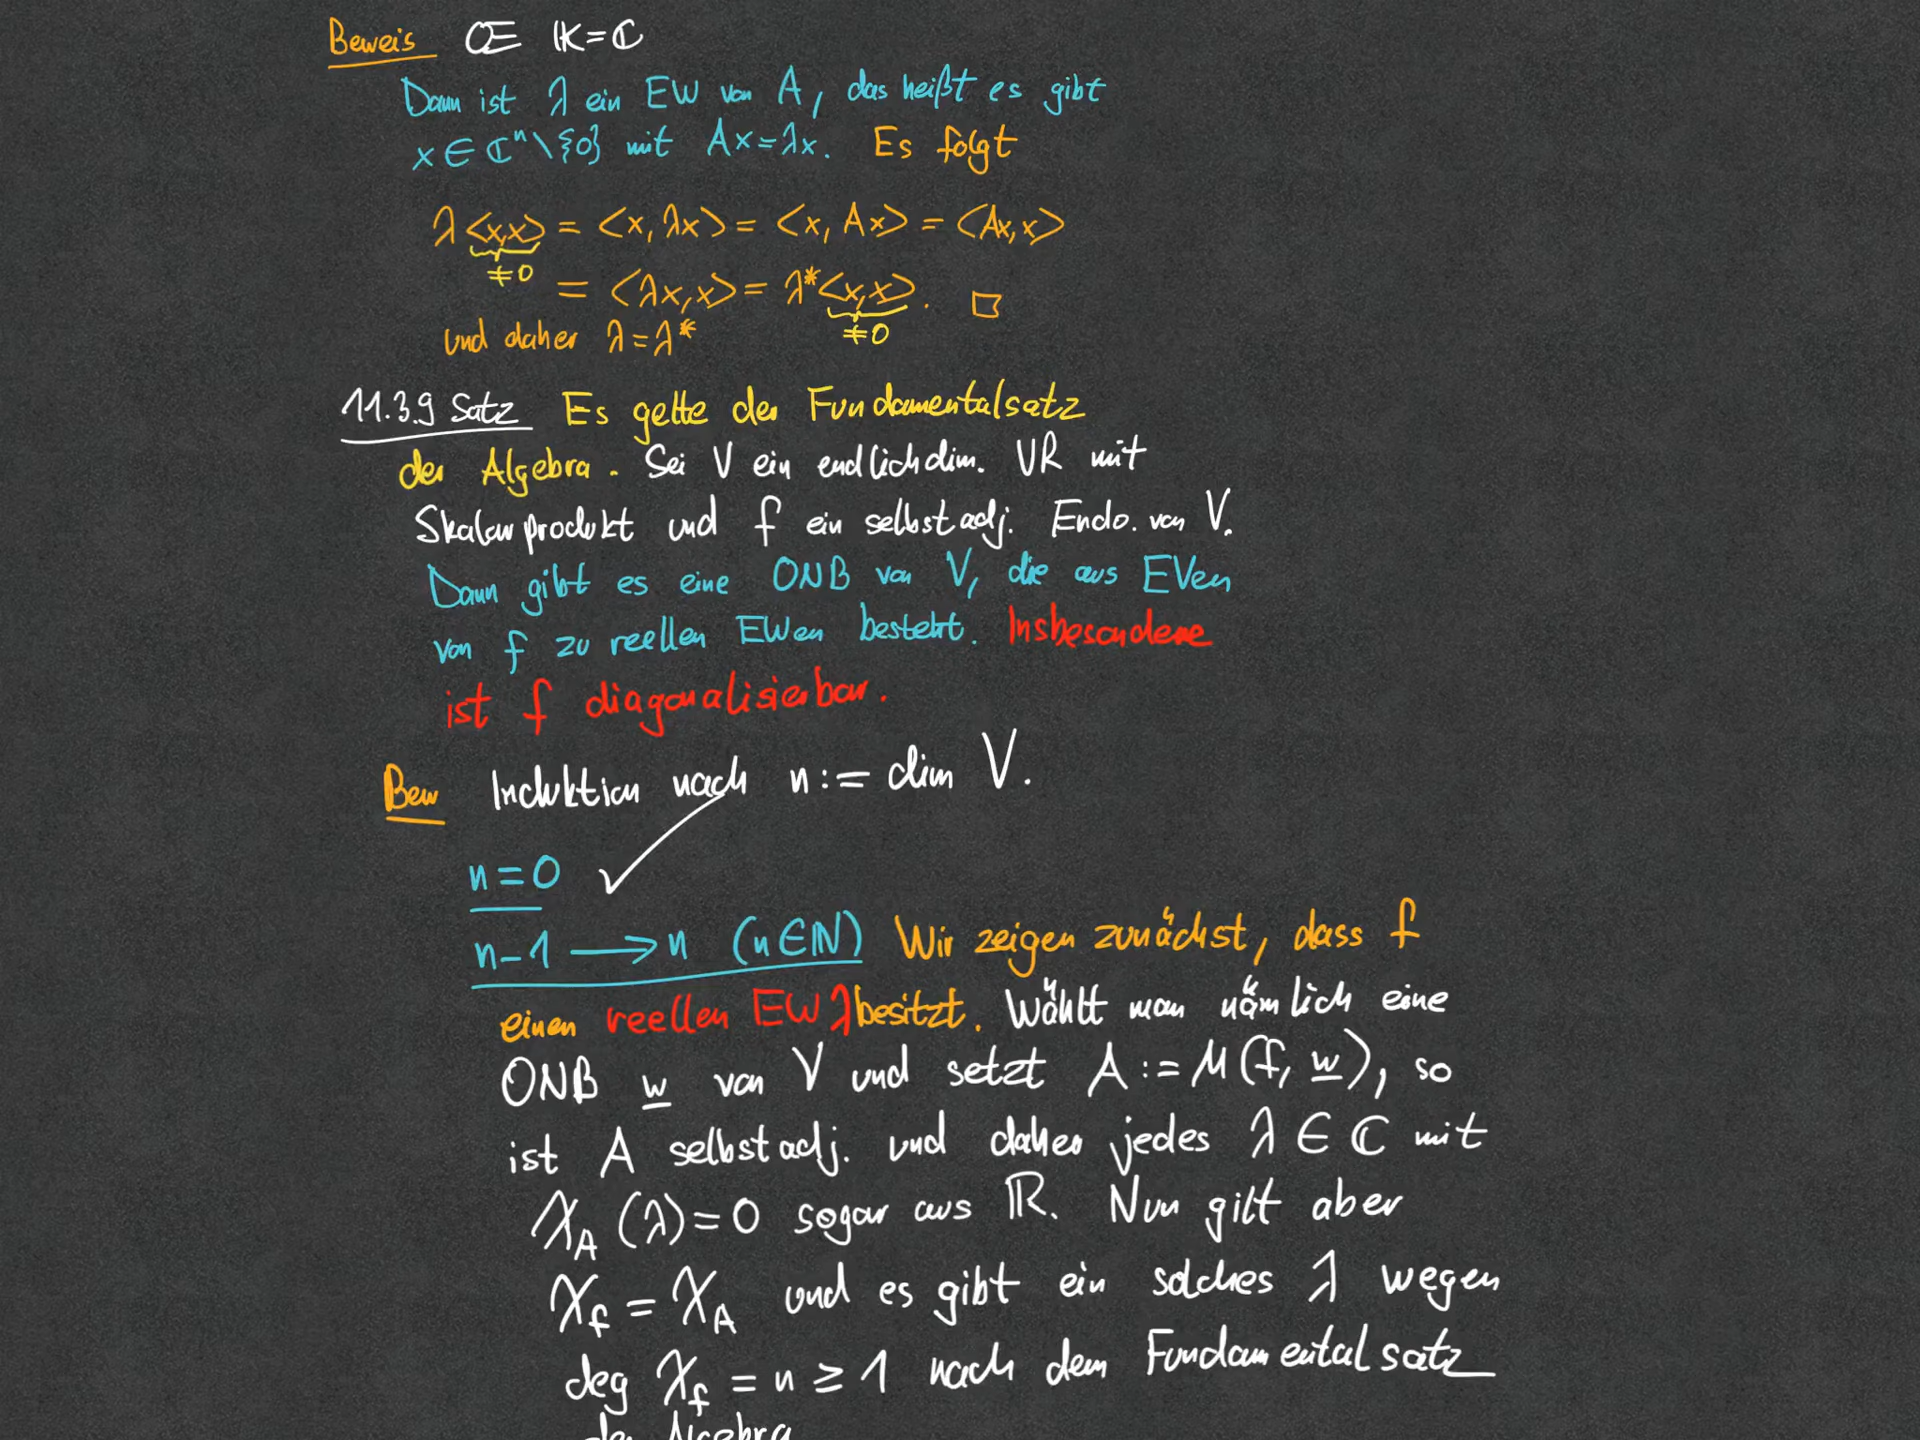 Beweis Œ 𝕂=ℂ
Dann ist λ ein EW von A, das heißt es gibt
x ∈ ℂⁿ \ {0} mit Ax=λx. Es folgt
λ <x,x> = <x, λx> = <x, Ax> = <Ax, x>
≠0
= <λx, x> = λ* <x, x>. □
≠0
und daher λ = λ*
11.3.9 Satz Es gelte der Fundamentalsatz
der Algebra. Sei V ein endlichdim. VR mit
Skalarprodukt und f ein selbstadj. Endo. von V.
Dann gibt es eine ONB von V, die aus EVen
von f zu reellen EWen besteht. Insbesondere
ist f diagonalisierbar.
Bew Induktion nach n := dim V.
n=0 ✓
n-1 → n (n∈ℕ) Wir zeigen zunächst, dass f
einen reellen EW λ besitzt. Wählt man nämlich eine
ONB w von V und setzt A := M(f, w), so
ist A selbstadj. und daher jedes λ ∈ ℂ mit
χ_A (λ) = 0 sogar aus ℝ. Nun gilt aber
χ_f = χ_A und es gibt ein solches λ wegen
deg χ_f = n ≥ 1 nach dem Fundamentalsatz
der Algebra